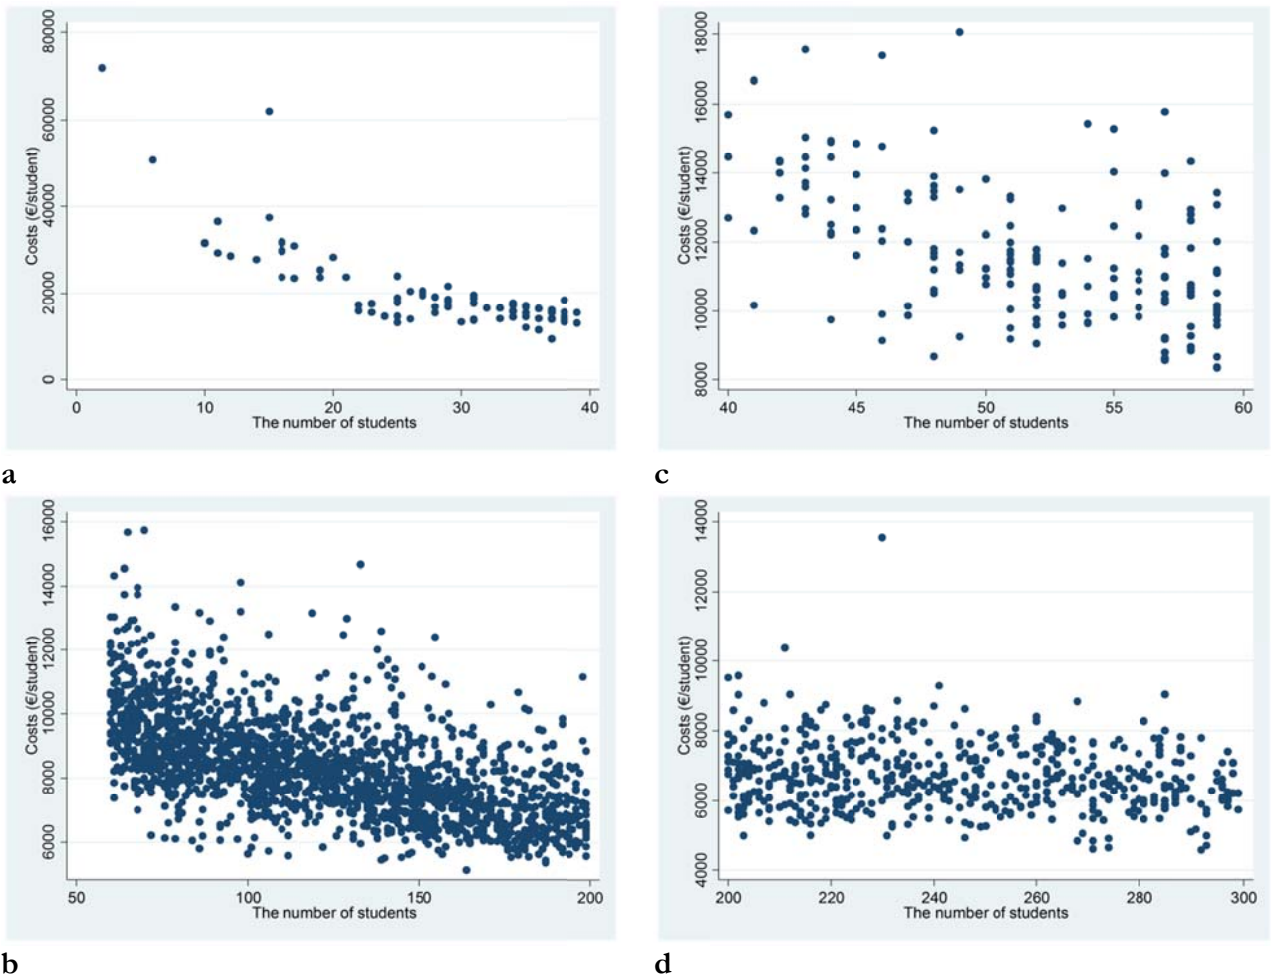 80000
60000
40000
20000
0
Costs (€/student)
0 10 20 30 40
The number of students
a
18000
16000
14000
12000
10000
8000
Costs (€/student)
40 45 50 55 60
The number of students
c
16000
14000
12000
10000
8000
6000
Costs (€/student)
50 100 150 200
The number of students
b
14000
12000
10000
8000
6000
4000
Costs (€/student)
200 220 240 260 280 300
The number of students
d